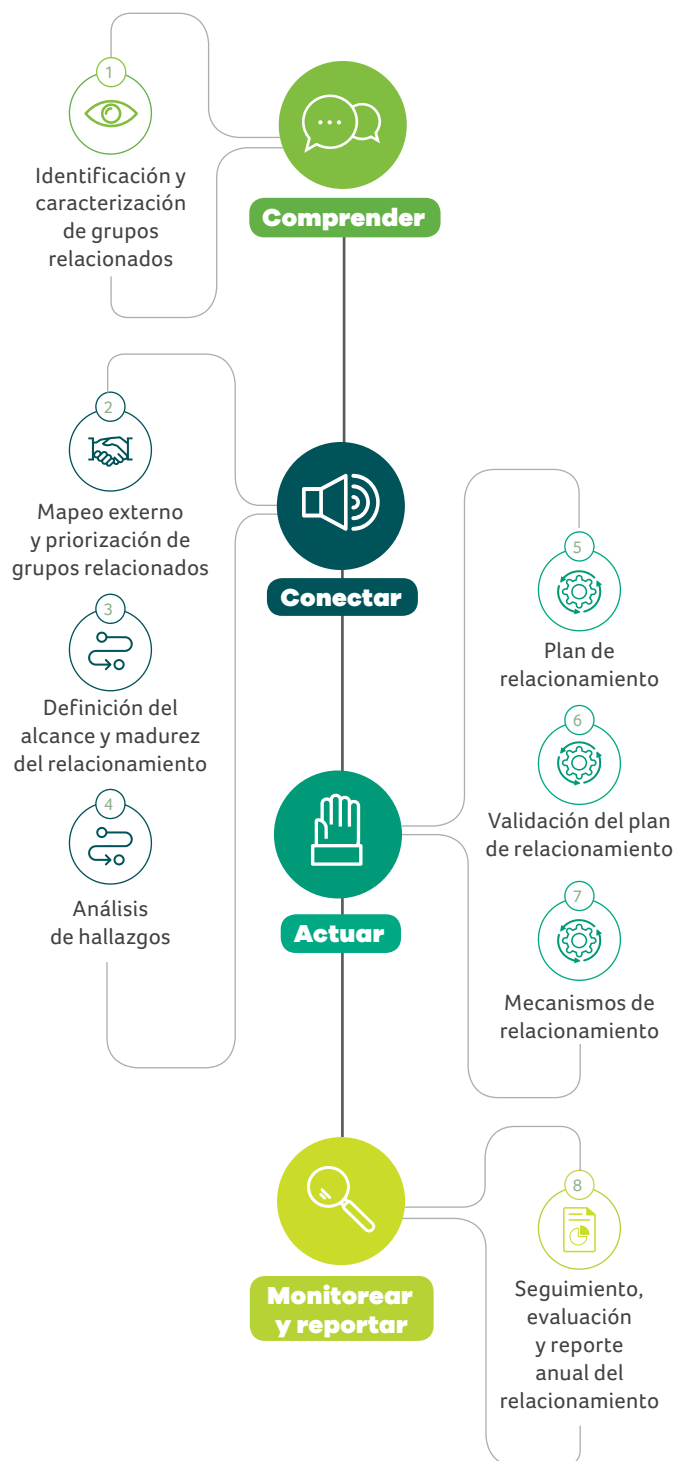 1
Identificación y
caracterización
de grupos
relacionados
Comprender
2
Mapeo externo
y priorización de
grupos relacionados
3
Definición del
alcance y madurez
del relacionamiento
4
Análisis
de hallazgos
Conectar
5
Plan de
relacionamiento
6
Validación del plan
de relacionamiento
7
Mecanismos de
relacionamiento
Actuar
Monitorear
y reportar
8
Seguimiento,
evaluación
y reporte
anual del
relacionamiento